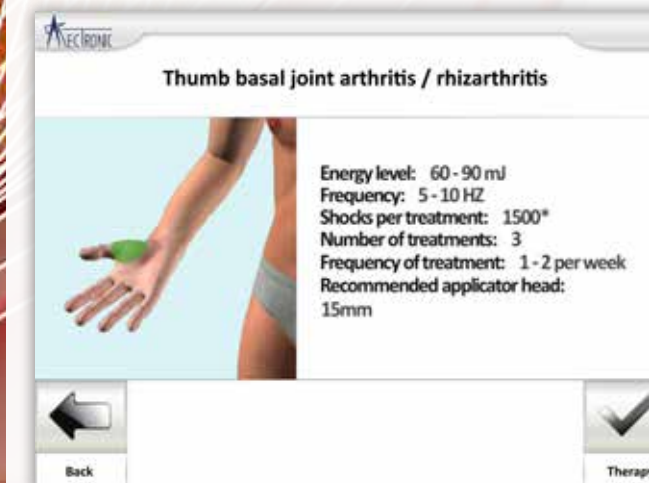 Thumb basal joint arthritis / rhizarthritis
Energy level: 60 - 90 mJ
Frequency: 5 - 10 HZ
Shocks per treatment: 1500*
Number of treatments: 3
Frequency of treatment: 1 - 2 per week
Recommended applicator head:
15mm
Back
Therapy